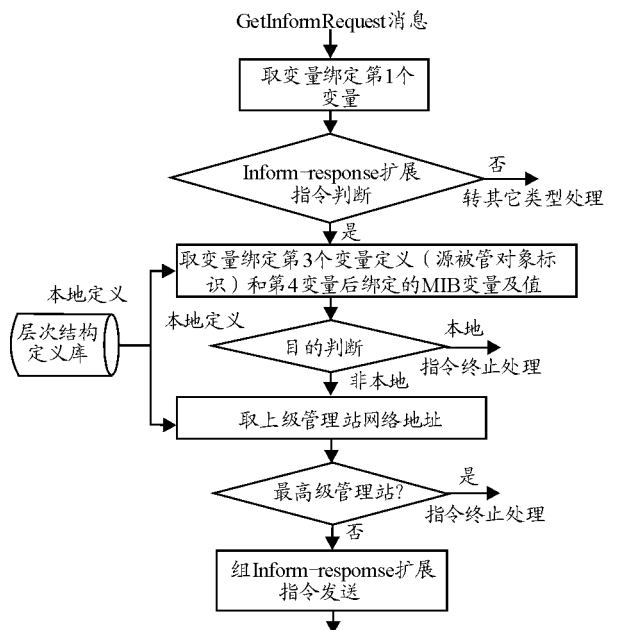 GetInformRequest消息
取变量绑定第1个
变量
Inform-response扩展
指令判断
否
转其它类型处理
是
取变量绑定第3个变量定义（源被管对象标
识）和第4变量后绑定的MIB变量及值
本地定义
本地定义
层次结构
定义库
目的判断
本地
指令终止处理
非本地
取上级管理站网络地址
最高级管理站?
是
指令终止处理
否
组Inform-respomse扩展
指令发送